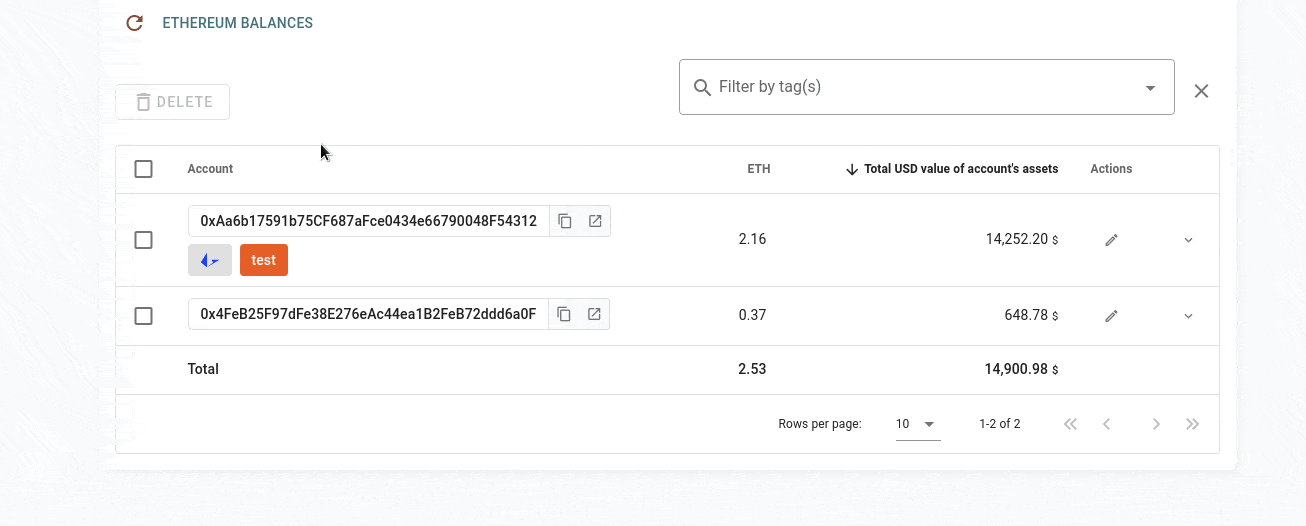 ETHEREUM BALANCES
DELETE
Filter by tag(s)
Account ETH Total USD value of account's assets Actions
0xAa6b17591b75CF687aFce0434e66790048F54312
2.16 14,252.20 $
test
0x4FeB25F97dFe38E276eAc44ea1B2FeB72ddd6a0F 0.37 648.78 $
Total 2.53 14,900.98 $
Rows per page: 10 1-2 of 2